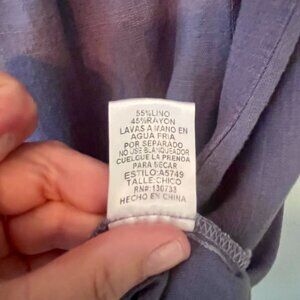 55%LINO
45%RAYON
LAVAS A MANO EN
AGUA FRIA
POR SEPARADO
NO USE BLANQUEADOR
CUELGUE LA PRENDA
PARA SECAR
ESTILO:A5749
TALLE:CHICO
RN#:130733
HECHO EN CHINA